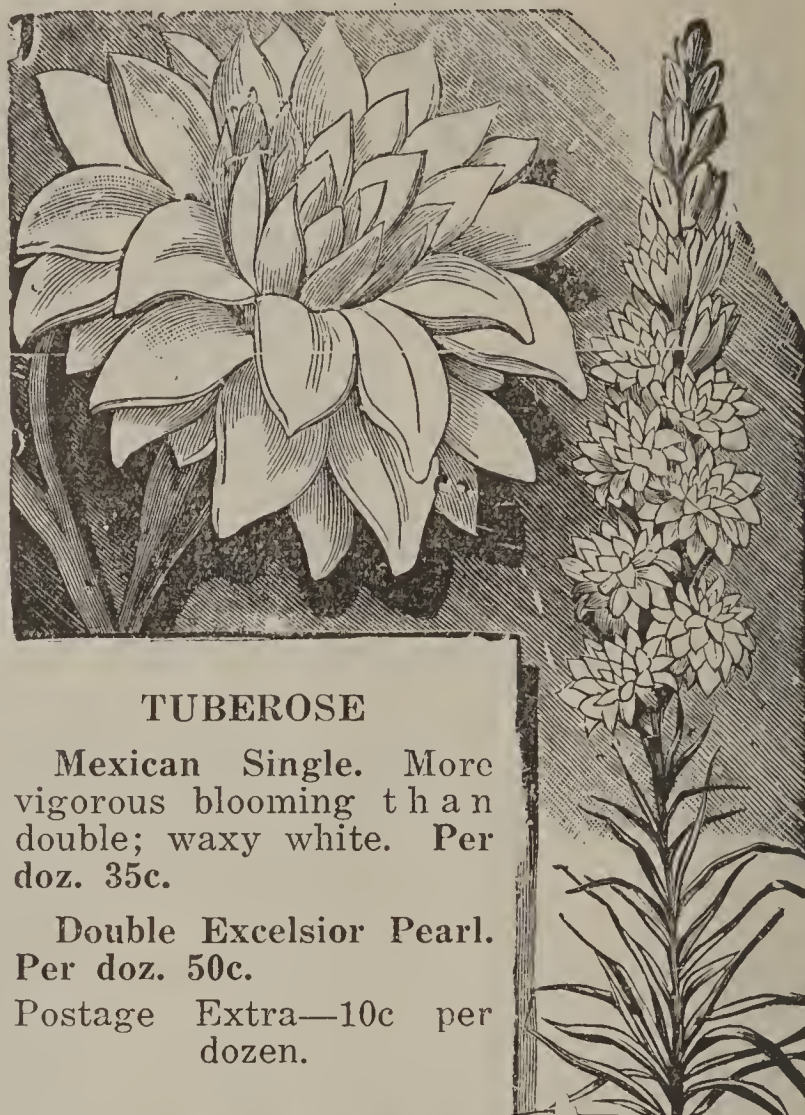 TUBEROSE
Mexican Single. More
vigorous blooming than
double; waxy white. Per
doz. 35c.
Double Excelsior Pearl.
Per doz. 50c.
Postage Extra—10c per
dozen.